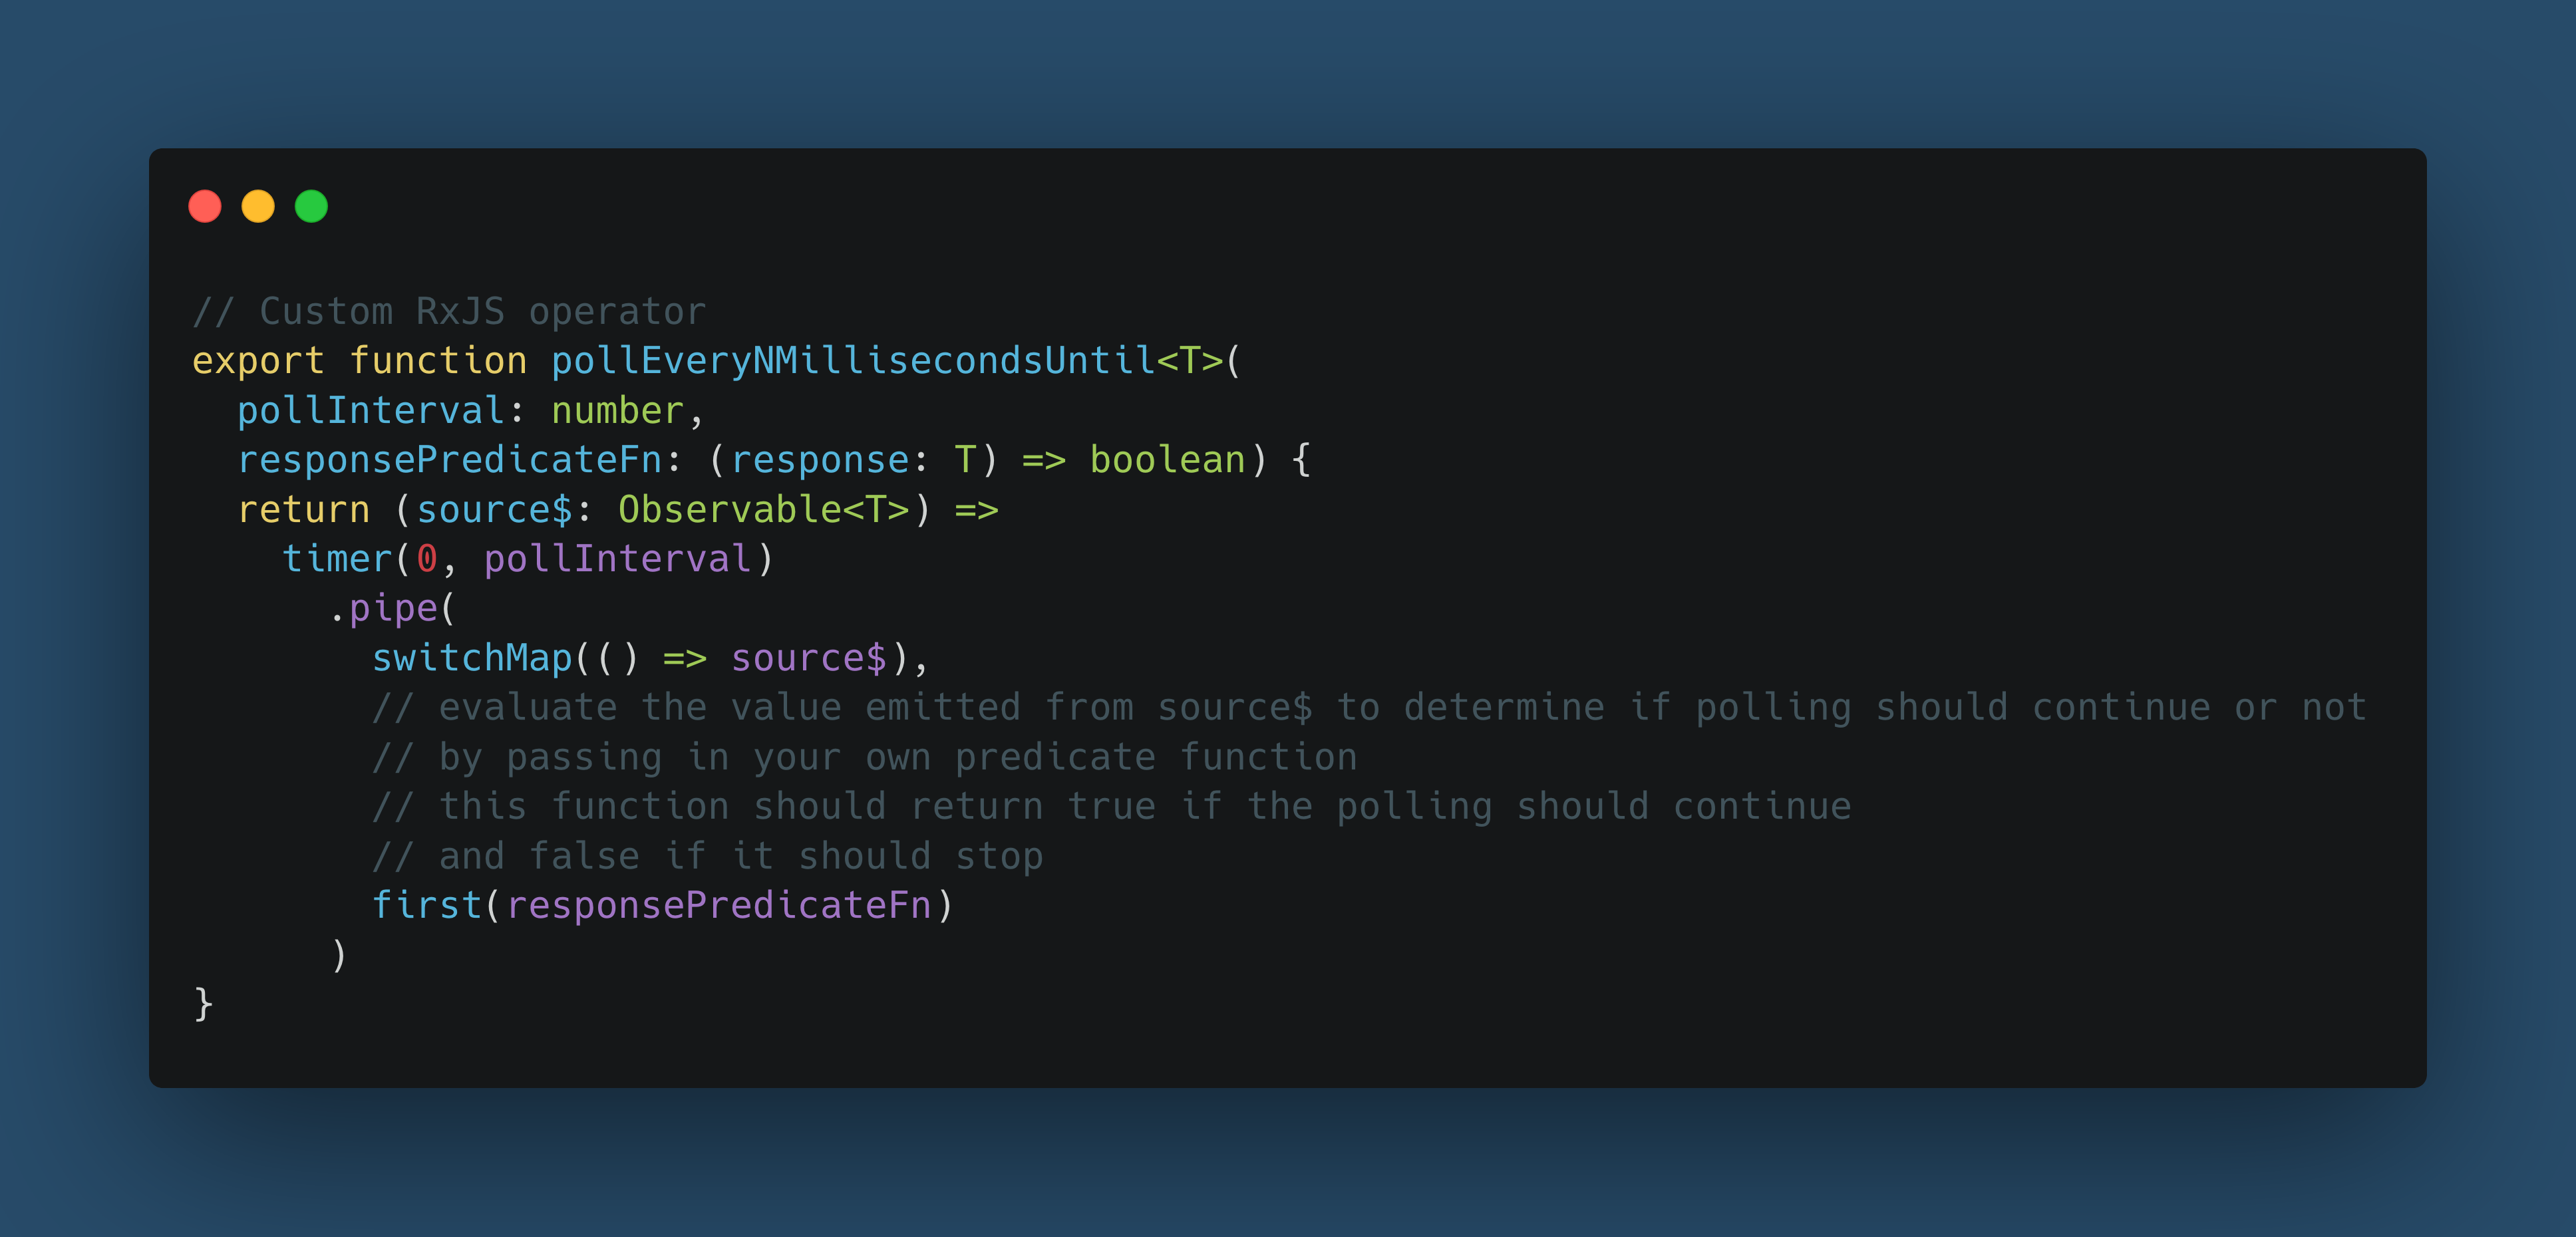 // Custom RxJS operator
export function pollEveryNMillisecondsUntil<T>(
  pollInterval: number,
  responsePredicateFn: (response: T) => boolean) {
  return (source$: Observable<T>) =>
    timer(0, pollInterval)
      .pipe(
        switchMap(() => source$),
        // evaluate the value emitted from source$ to determine if polling should continue or not
        // by passing in your own predicate function
        // this function should return true if the polling should continue
        // and false if it should stop
        first(responsePredicateFn)
      )
}